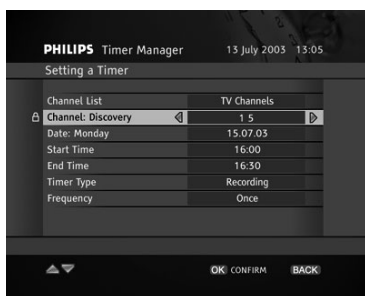 PHILIPS Timer Manager 13 July 2003 13:05
Setting a Timer
Channel List TV Channels
Channel: Discovery 1 5
Date: Monday 15.07.03
Start Time 16:00
End Time 16:30
Timer Type Recording
Frequency Once
OK CONFIRM BACK